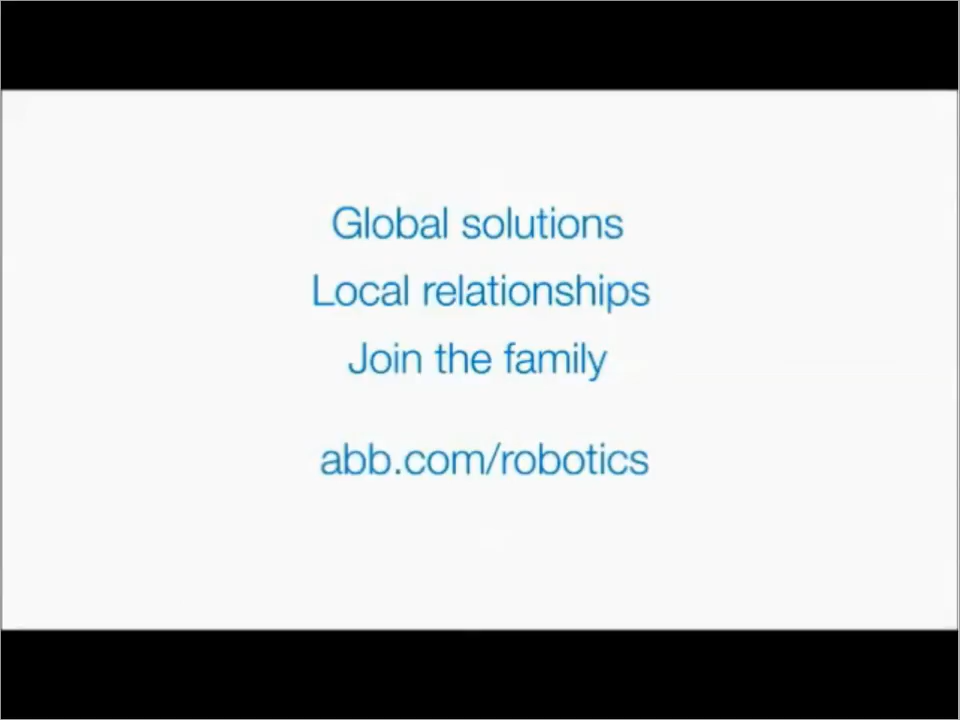 Global solutions
Local relationships
Join the family
abb.com/robotics